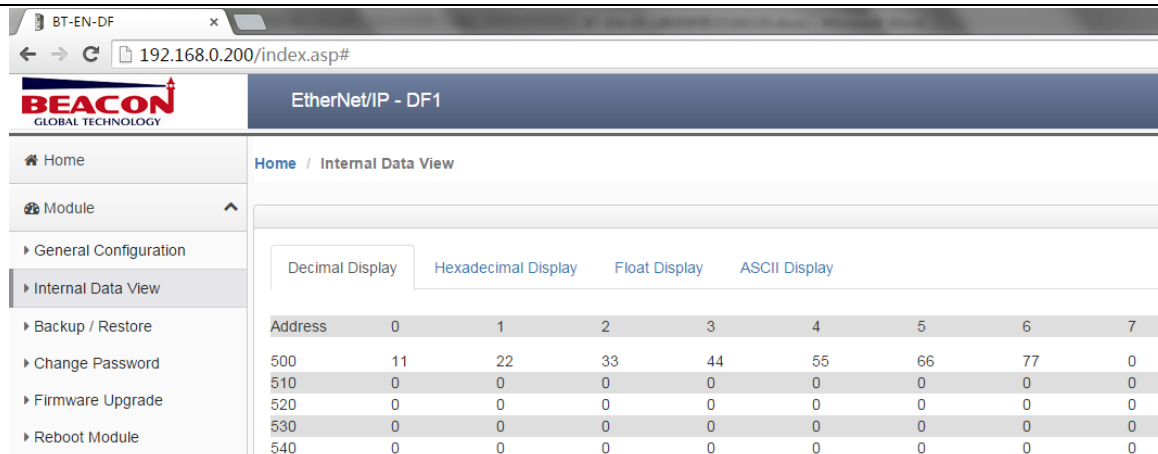 BT-EN-DF
192.168.0.200/index.asp#
BEACON
GLOBAL TECHNOLOGY
EtherNet/IP - DF1
Home
Home / Internal Data View
Module
General Configuration
Decimal Display Hexadecimal Display Float Display ASCII Display
Internal Data View
Backup / Restore
Address 0 1 2 3 4 5 6 7
Change Password
500 11 22 33 44 55 66 77 0
510 0 0 0 0 0 0 0 0
Firmware Upgrade
520 0 0 0 0 0 0 0 0
530 0 0 0 0 0 0 0 0
Reboot Module
540 0 0 0 0 0 0 0 0